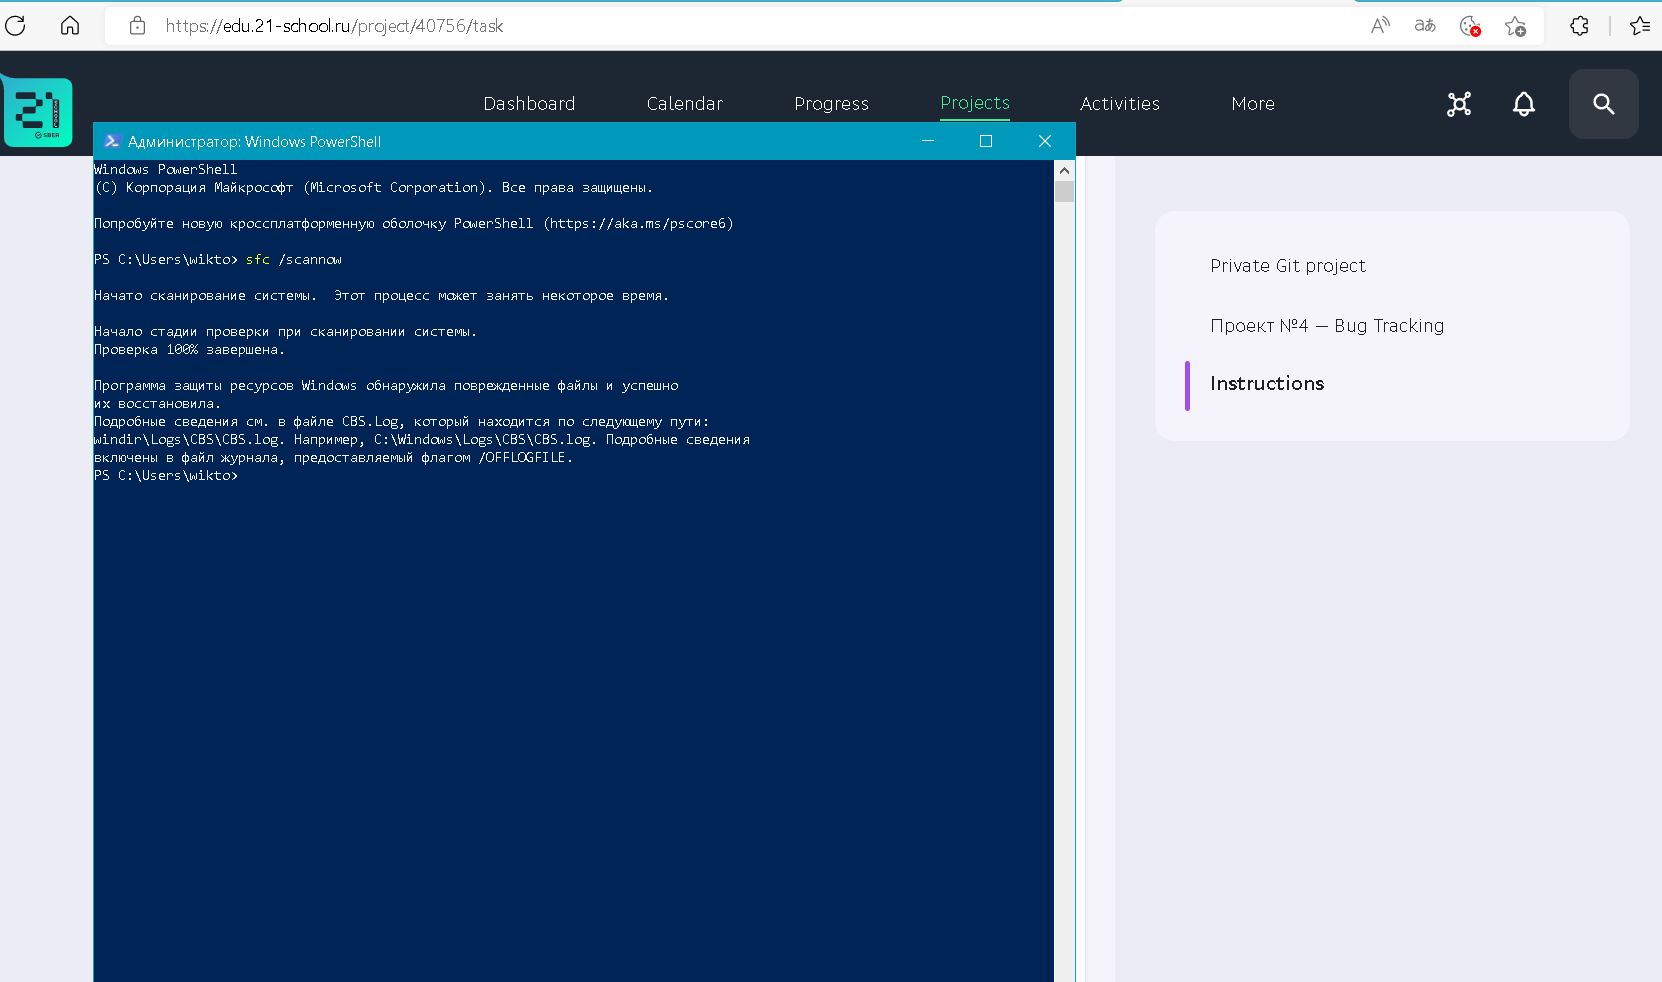 https://edu.21-school.ru/project/40756/task
21
SBER
Dashboard
Calendar
Progress
Projects
Activities
More
Администратор: Windows PowerShell
Windows PowerShell
(C) Корпорация Майкрософт (Microsoft Corporation). Все права защищены.
Попробуйте новую кроссплатформенную оболочку PowerShell (https://aka.ms/pscore6)
PS C:\Users\wikto> sfc /scannow
Начато сканирование системы.  Этот процесс может занять некоторое время.
Начало стадии проверки при сканировании системы.
Проверка 100% завершена.
Программа защиты ресурсов Windows обнаружила поврежденные файлы и успешно
их восстановила.
Подробные сведения см. в файле CBS.Log, который находится по следующему пути:
windir\Logs\CBS\CBS.log. Например, C:\Windows\Logs\CBS\CBS.log. Подробные сведения
включены в файл журнала, предоставляемый флагом /OFFLOGFILE.
PS C:\Users\wikto>
Private Git project
Проект №4 — Bug Tracking
Instructions